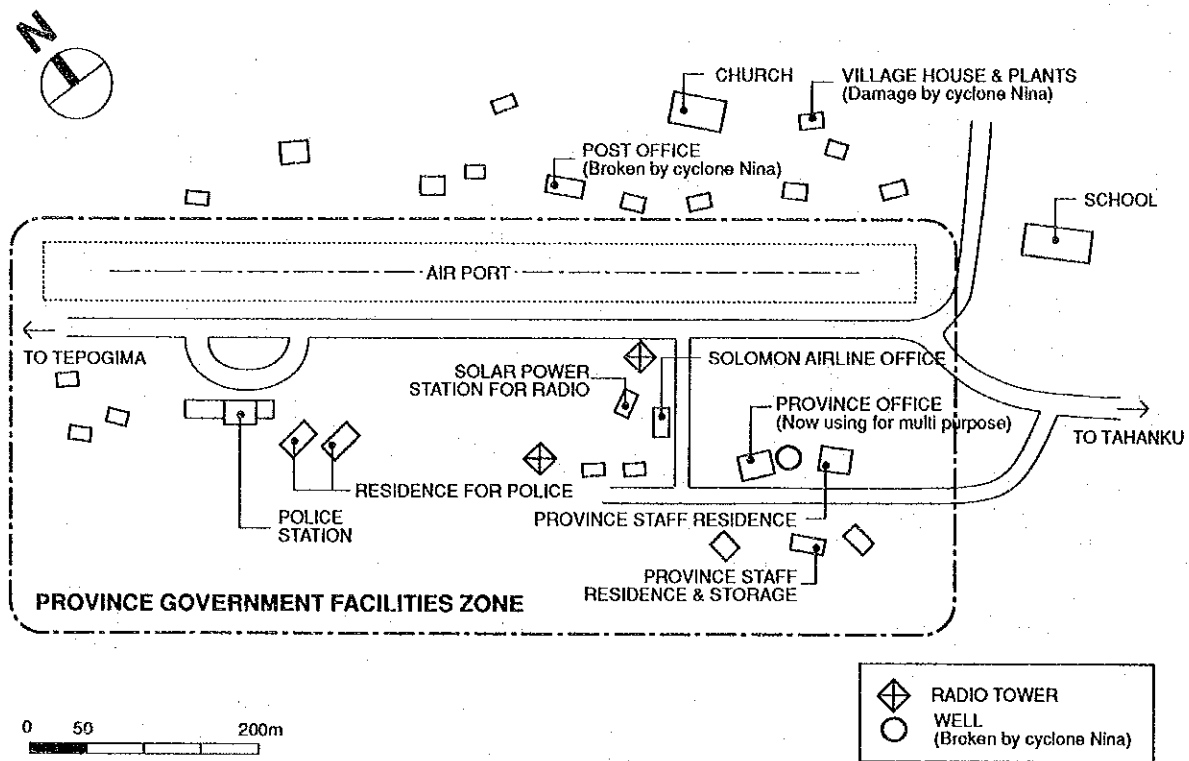 N
CHURCH
VILLAGE HOUSE & PLANTS
(Damage by cyclone Nina)
POST OFFICE
(Broken by cyclone Nina)
SCHOOL
AIR PORT
TO TEPOGIMA
SOLAR POWER
STATION FOR RADIO
SOLOMON AIRLINE OFFICE
PROVINCE OFFICE
(Now using for multi purpose)
TO TAHANKU
RESIDENCE FOR POLICE
POLICE
STATION
PROVINCE STAFF RESIDENCE
PROVINCE STAFF
RESIDENCE & STORAGE
PROVINCE GOVERNMENT FACILITIES ZONE
0 50 200m
RADIO TOWER
WELL
(Broken by cyclone Nina)